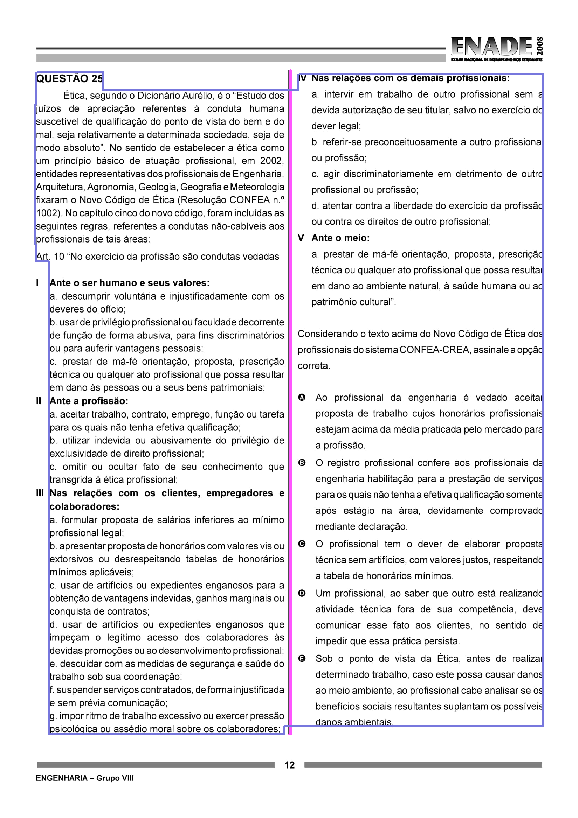 ENADE 2008
EXAME NACIONAL DE DESEMPENHO DOS ESTUDANTES
QUESTÃO 25
Ética, segundo o Dicionário Aurélio, é o “Estudo dos
juízos de apreciação referentes à conduta humana
suscetível de qualificação do ponto de vista do bem e do
mal, seja relativamente a determinada sociedade, seja de
modo absoluto”. No sentido de estabelecer a ética como
um princípio básico de atuação profissional, em 2002,
entidades representativas dos profissionais de Engenharia,
Arquitetura, Agronomia, Geologia, Geografia e Meteorologia
fixaram o Novo Código de Ética (Resolução CONFEA n.º
1002). No capítulo cinco do novo código, foram incluídas as
seguintes regras, referentes a condutas não-cabíveis aos
profissionais de tais áreas:
Art. 10 “No exercício da profissão são condutas vedadas
I Ante o ser humano e seus valores:
a. descumprir voluntária e injustificadamente com os
deveres do ofício;
b. usar de privilégio profissional ou faculdade decorrente
de função de forma abusiva, para fins discriminatórios
ou para auferir vantagens pessoais;
c. prestar de má-fé orientação, proposta, prescrição
técnica ou qualquer ato profissional que possa resultar
em dano às pessoas ou a seus bens patrimoniais;
II Ante a profissão:
a. aceitar trabalho, contrato, emprego, função ou tarefa
para os quais não tenha efetiva qualificação;
b. utilizar indevida ou abusivamente do privilégio de
exclusividade de direito profissional;
c. omitir ou ocultar fato de seu conhecimento que
transgrida à ética profissional;
III Nas relações com os clientes, empregadores e
colaboradores:
a. formular proposta de salários inferiores ao mínimo
profissional legal;
b. apresentar proposta de honorários com valores vis ou
extorsivos ou desrespeitando tabelas de honorários
mínimos aplicáveis;
c. usar de artifícios ou expedientes enganosos para a
obtenção de vantagens indevidas, ganhos marginais ou
conquista de contratos;
d. usar de artifícios ou expedientes enganosos que
impeçam o legítimo acesso dos colaboradores às
devidas promoções ou ao desenvolvimento profissional;
e. descuidar com as medidas de segurança e saúde do
trabalho sob sua coordenação;
f. suspender serviços contratados, de forma injustificada
e sem prévia comunicação;
g. impor ritmo de trabalho excessivo ou exercer pressão
psicológica ou assédio moral sobre os colaboradores;
IV Nas relações com os demais profissionais:
a. intervir em trabalho de outro profissional sem a
devida autorização de seu titular, salvo no exercício do
dever legal;
b. referir-se preconceituosamente a outro profissional
ou profissão;
c. agir discriminatoriamente em detrimento de outro
profissional ou profissão;
d. atentar contra a liberdade do exercício da profissão
ou contra os direitos de outro profissional;
V Ante o meio:
a. prestar de má-fé orientação, proposta, prescrição
técnica ou qualquer ato profissional que possa resultar
em dano ao ambiente natural, à saúde humana ou ao
patrimônio cultural”.
Considerando o texto acima do Novo Código de Ética dos
profissionais do sistema CONFEA-CREA, assinale a opção
correta.
A Ao profissional da engenharia é vedado aceitar
proposta de trabalho cujos honorários profissionais
estejam acima da média praticada pelo mercado para
a profissão.
B O registro profissional confere aos profissionais da
engenharia habilitação para a prestação de serviços
para os quais não tenha a efetiva qualificação somente
após estágio na área, devidamente comprovado
mediante declaração.
C O profissional tem o dever de elaborar proposta
técnica sem artifícios, com valores justos, respeitando
a tabela de honorários mínimos.
D Um profissional, ao saber que outro está realizando
atividade técnica fora de sua competência, deve
comunicar esse fato aos clientes, no sentido de
impedir que essa prática persista.
E Sob o ponto de vista da Ética, antes de realizar
determinado trabalho, caso este possa causar danos
ao meio ambiente, ao profissional cabe analisar se os
benefícios sociais resultantes suplantam os possíveis
danos ambientais.
12
ENGENHARIA – Grupo VIII